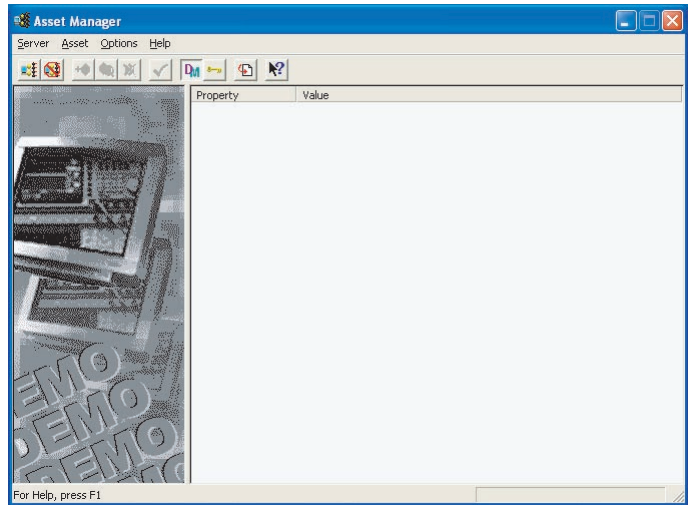 Asset Manager
Server Asset Options Help
DM
Property Value
DEMO
DEMO
DEMO
For Help, press F1